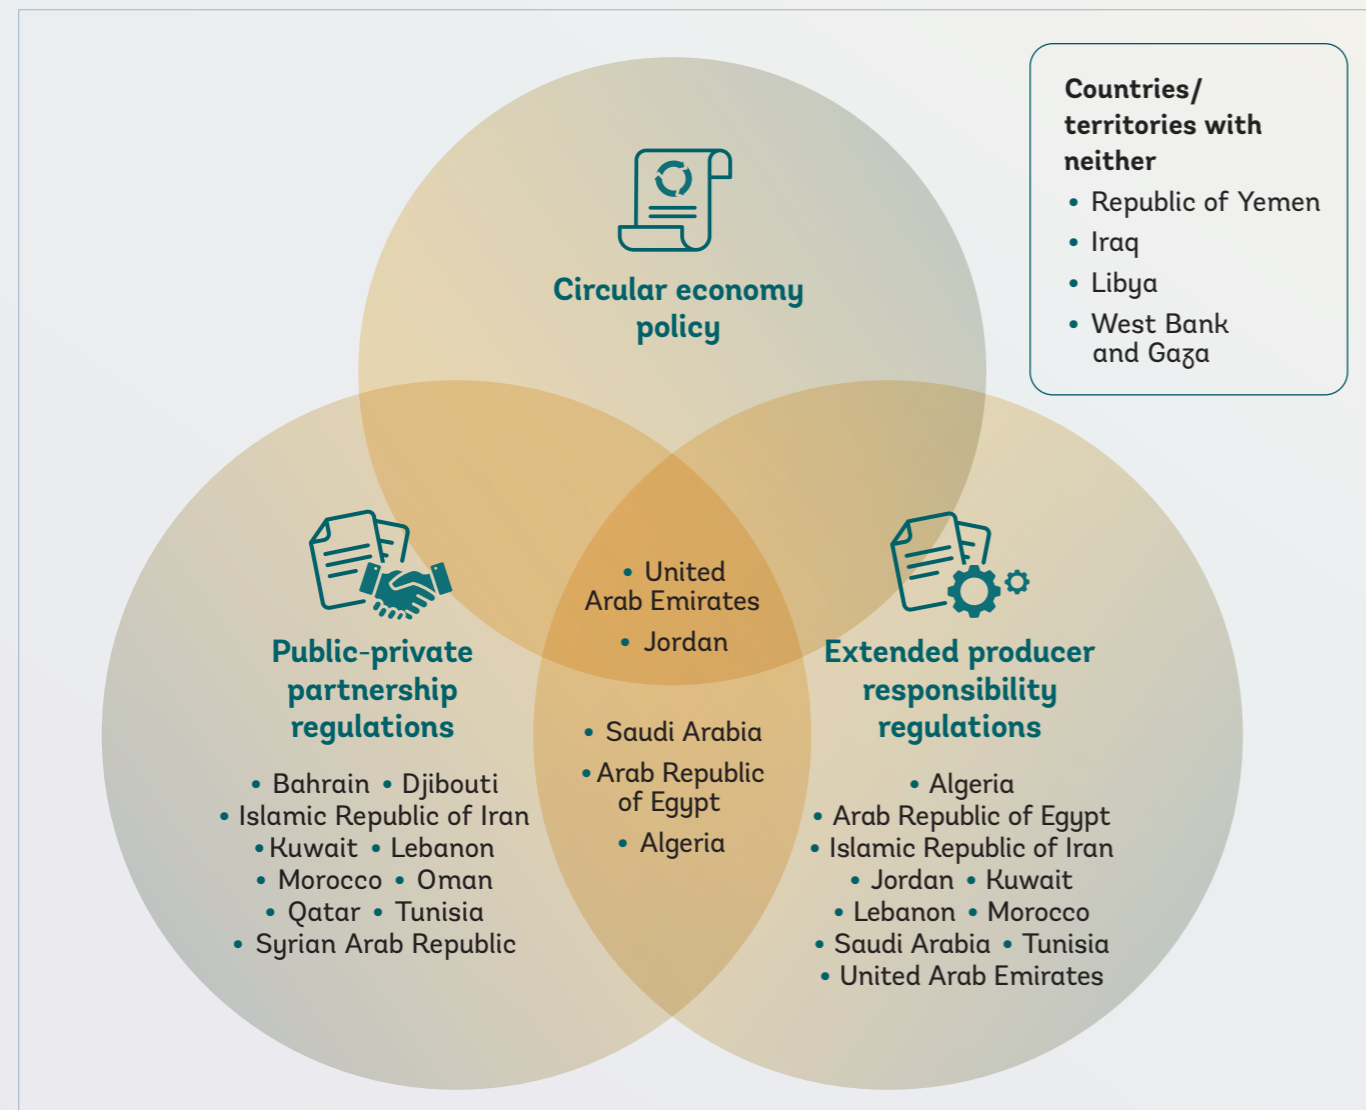 Countries/
territories with
neither
• Republic of Yemen
• Iraq
• Libya
• West Bank
and Gaza
Circular economy
policy
• United
Arab Emirates
• Jordan
Public-private
partnership
regulations
• Bahrain • Djibouti
• Islamic Republic of Iran
• Kuwait • Lebanon
• Morocco • Oman
• Qatar • Tunisia
• Syrian Arab Republic
• Saudi Arabia
• Arab Republic
of Egypt
• Algeria
Extended producer
responsibility
regulations
• Algeria
• Arab Republic of Egypt
• Islamic Republic of Iran
• Jordan • Kuwait
• Lebanon • Morocco
• Saudi Arabia • Tunisia
• United Arab Emirates